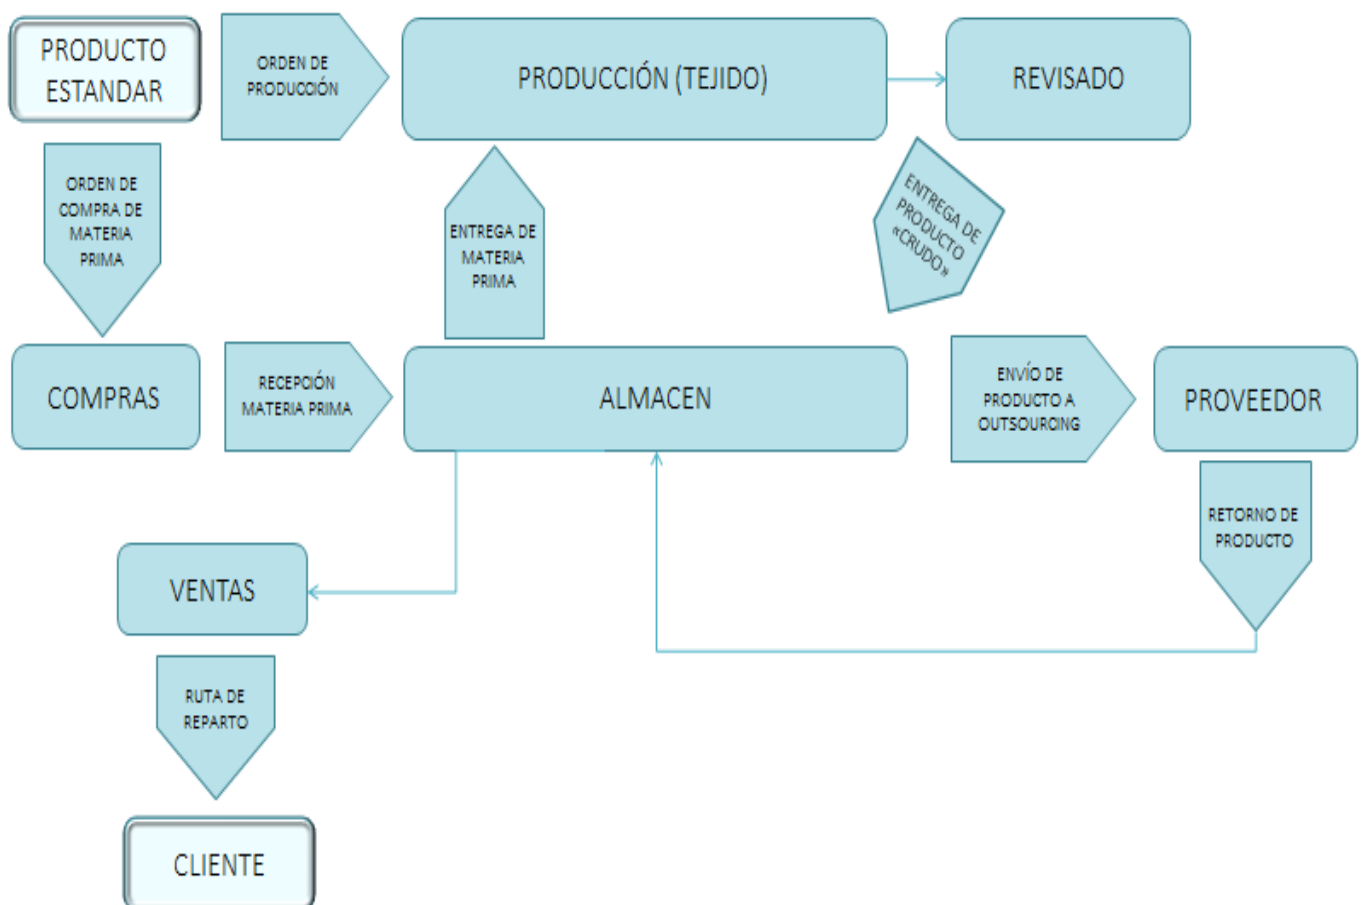 PRODUCTO
ESTANDAR
ORDEN DE
PRODUCCIÓN
PRODUCCIÓN (TEJIDO)
REVISADO
ORDEN DE
COMPRA DE
MATERIA
PRIMA
ENTREGA DE
MATERIA
PRIMA
ENTREGA DE
PRODUCTO
«CRUDO»
COMPRAS
RECEPCIÓN
MATERIA PRIMA
ALMACEN
ENVÍO DE
PRODUCTO A
OUTSOURCING
PROVEEDOR
RETORNO DE
PRODUCTO
VENTAS
RUTA DE
REPARTO
CLIENTE